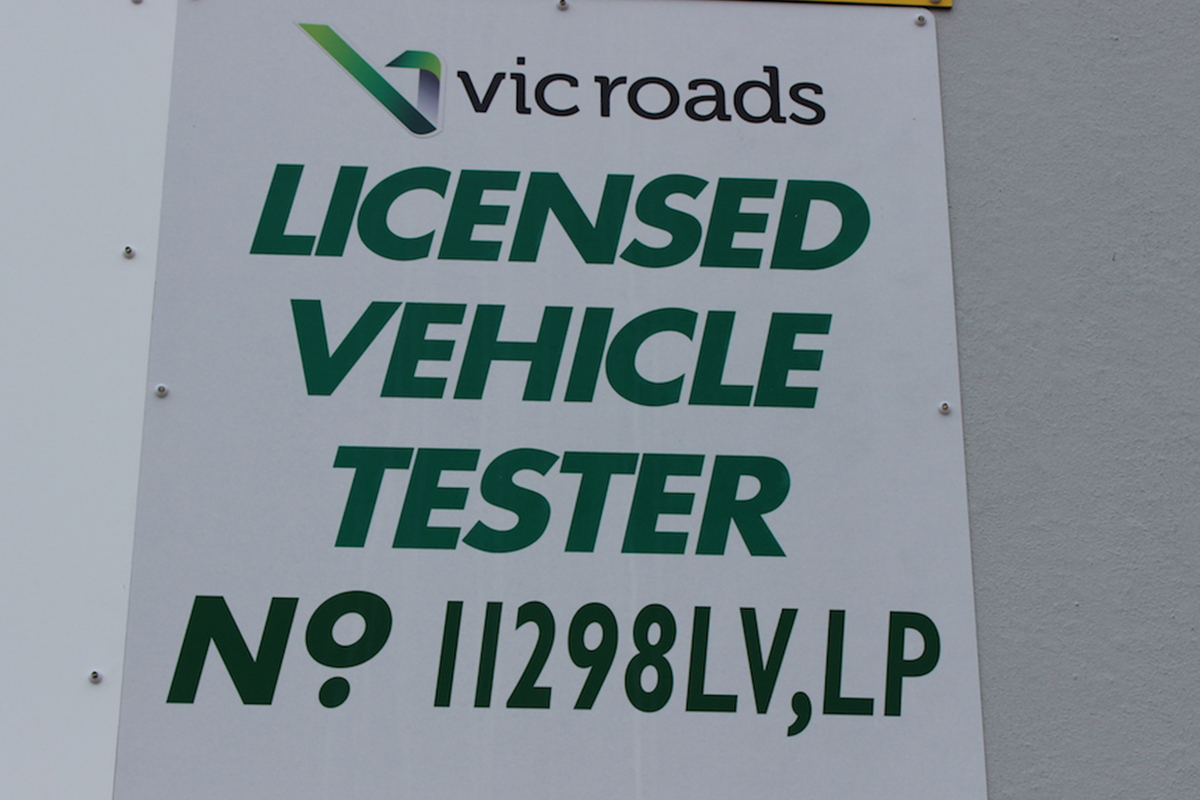 vic roads
LICENSED
VEHICLE
TESTER
Nº 11298LV,LP